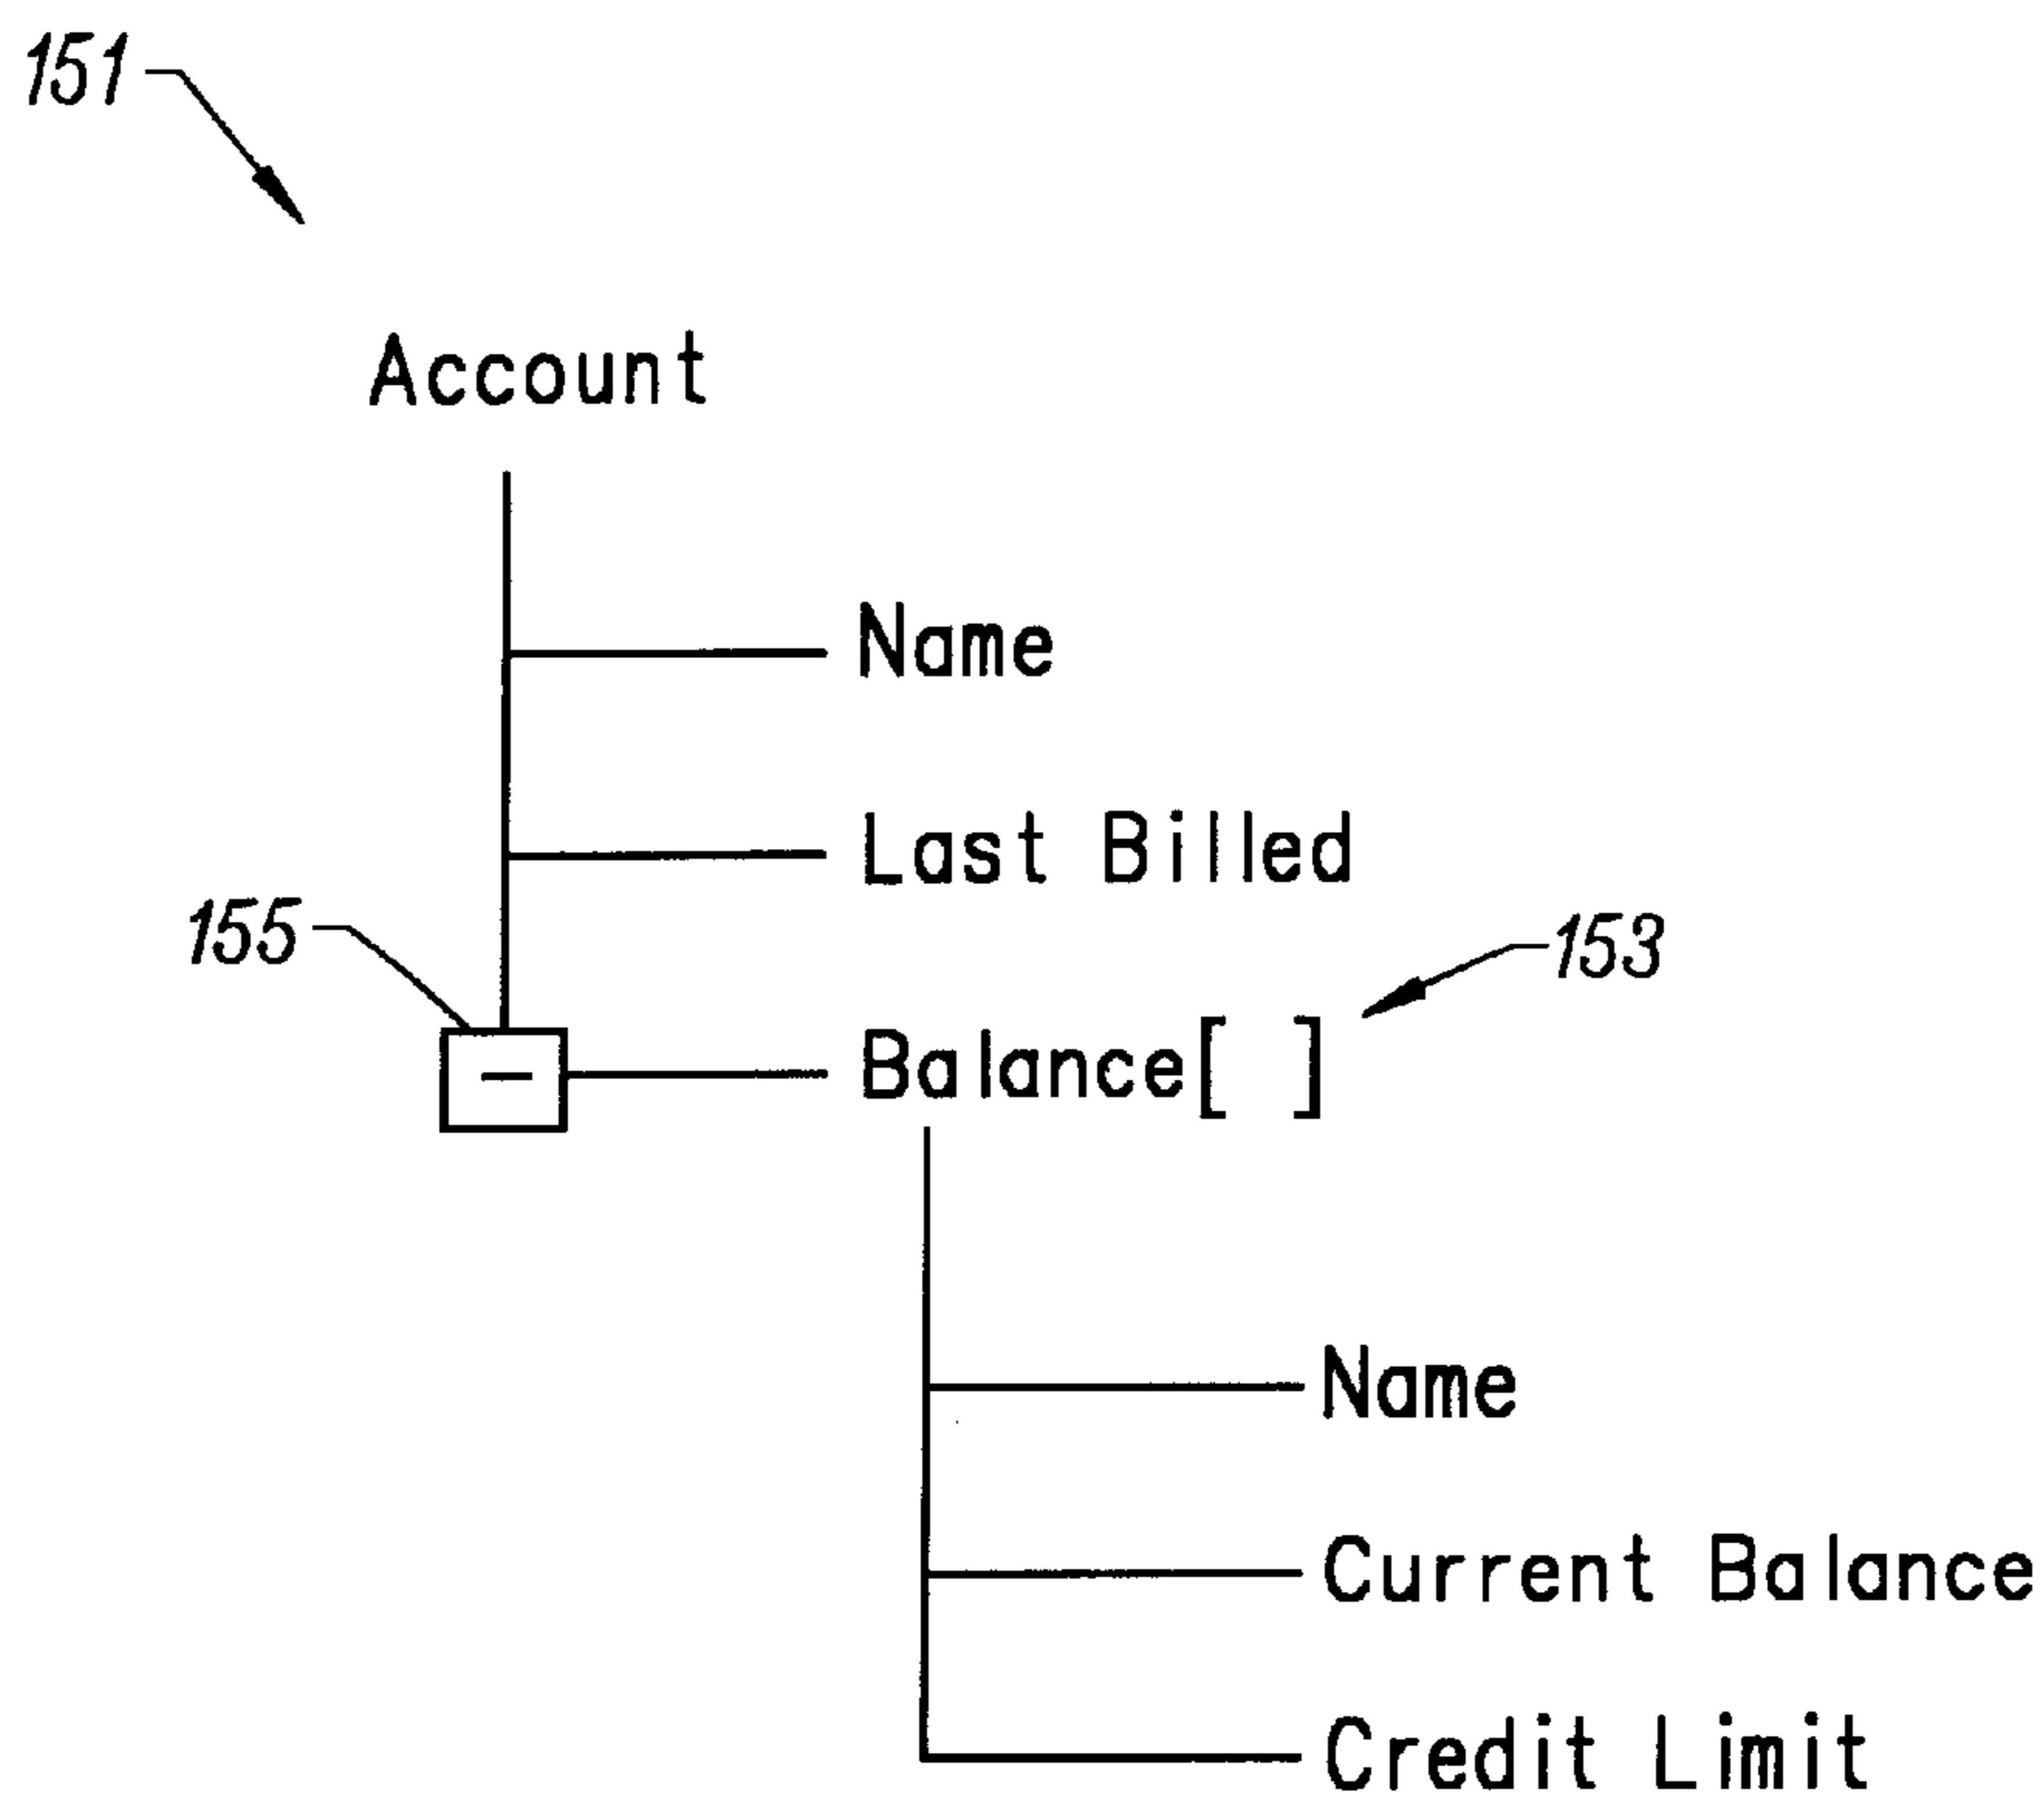 151
Account
Name
Last Billed
155
153
Balance[ ]
Name
Current Balance
Credit Limit